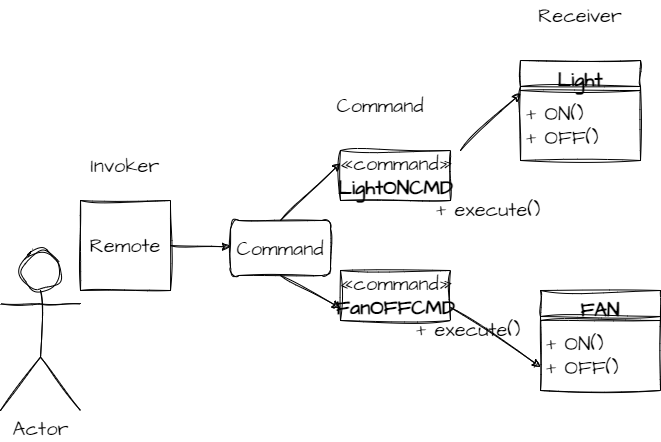 Receiver
Light
+ ON()
+ OFF()
Command
«command»
LightONCMD
+ execute()
Invoker
Remote
Command
«command»
FanOFFCMD
+ execute()
FAN
+ ON()
+ OFF()
Actor